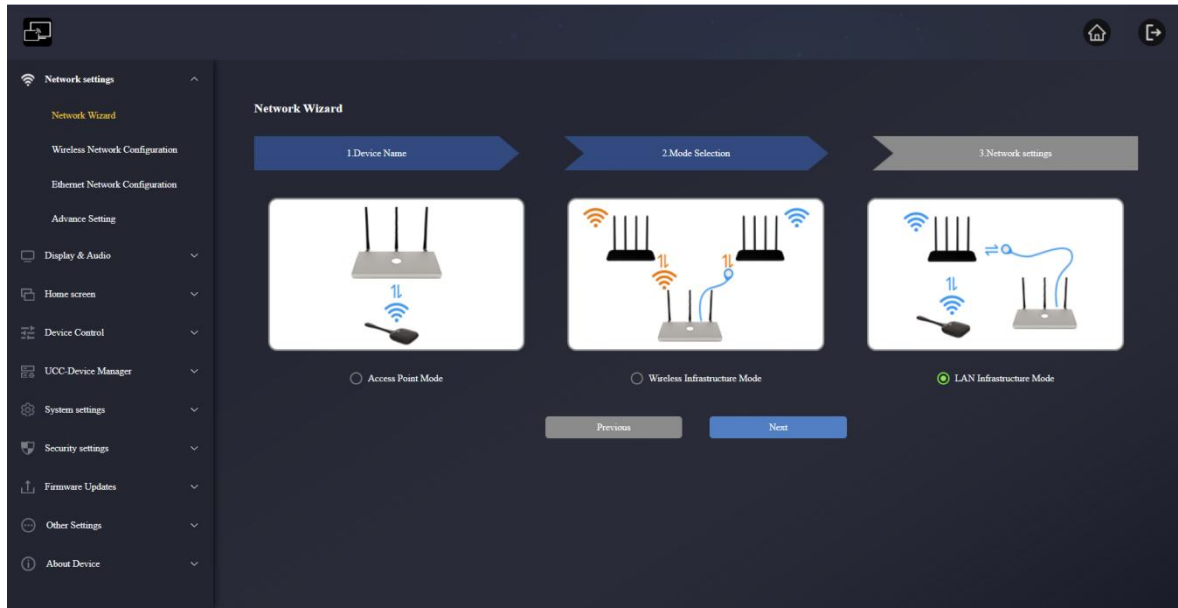 Network settings
Network Wizard
Wireless Network Configuration
Ethernet Network Configuration
Advance Setting
Display & Audio
Home screen
Device Control
UCC-Device Manager
System settings
Security settings
Firmware Updates
Other Settings
About Device
Network Wizard
1.Device Name
2.Mode Selection
3.Network settings
Access Point Mode
Wireless Infrastructure Mode
LAN Infrastructure Mode
Previous
Next